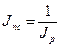 J_m = 1 / J_p